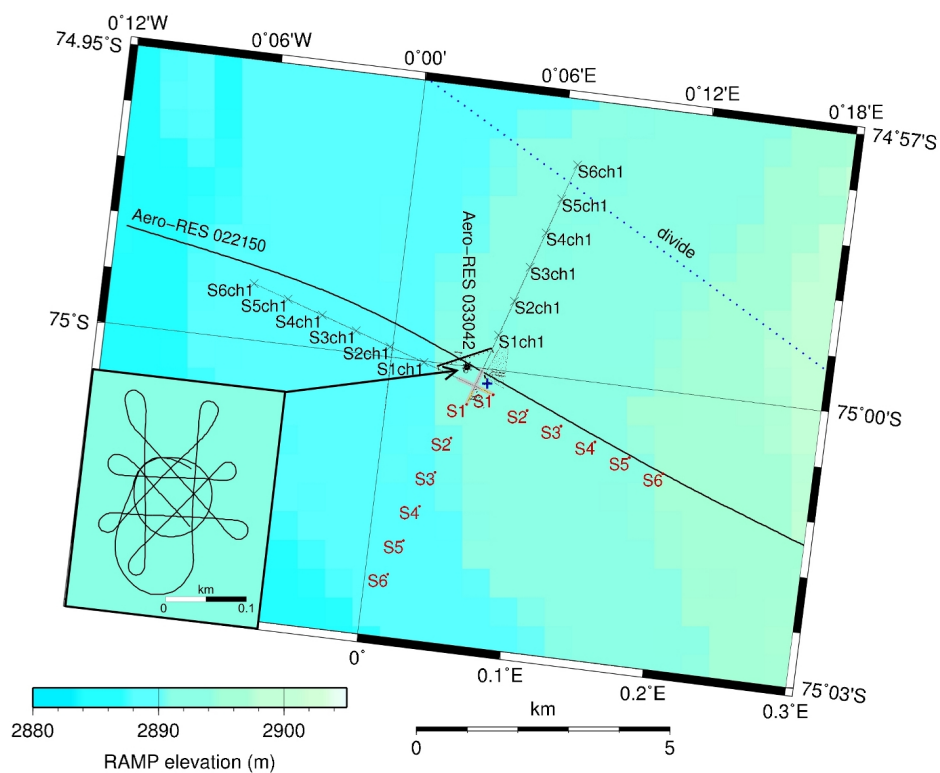 0˚12'W
0˚06'W
0˚00'
0˚06'E
0˚12'E
0˚18'E
74.95˚S
74˚57'S
S6ch1
S5ch1
S4ch1
S3ch1
S2ch1
S1ch1
divide
Aero−RES 022150
Aero−RES 033042
S6ch1
S5ch1
S4ch1
S3ch1
S2ch1
S1ch1
75˚S
75˚00'S
S1 S1
S2
S3
S4
S5
S6
S2
S3
S4
S5
S6
km
0 0.1
0˚
0.1˚E
0.2˚E
0.3˚E
75˚03'S
2880 2890 2900
RAMP elevation (m)
km
0 5